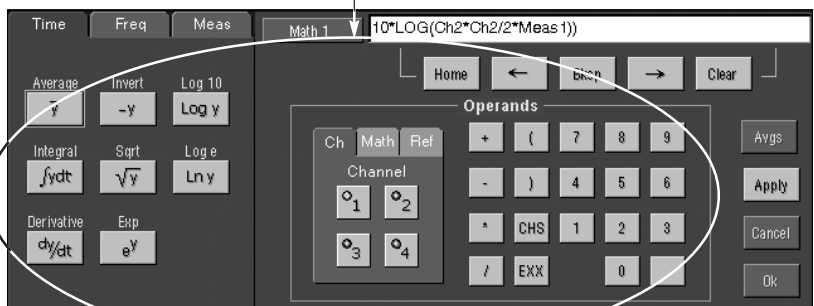 Time Freq Meas
Math 1 10*LOG(Ch2*Ch2/2*Meas1))
Home ← Bksp → Clear
Average Invert Log 10
y -y Log y
Integral Sqrt Log e
∫ydt √y Ln y
Derivative Exp
dy/dt e^y
Operands
Ch Math Ref
Channel
1 2
3 4
+ ( 7 8 9
- ) 4 5 6
* CHS 1 2 3
/ EXX 0 .
Avgs
Apply
Cancel
Ok